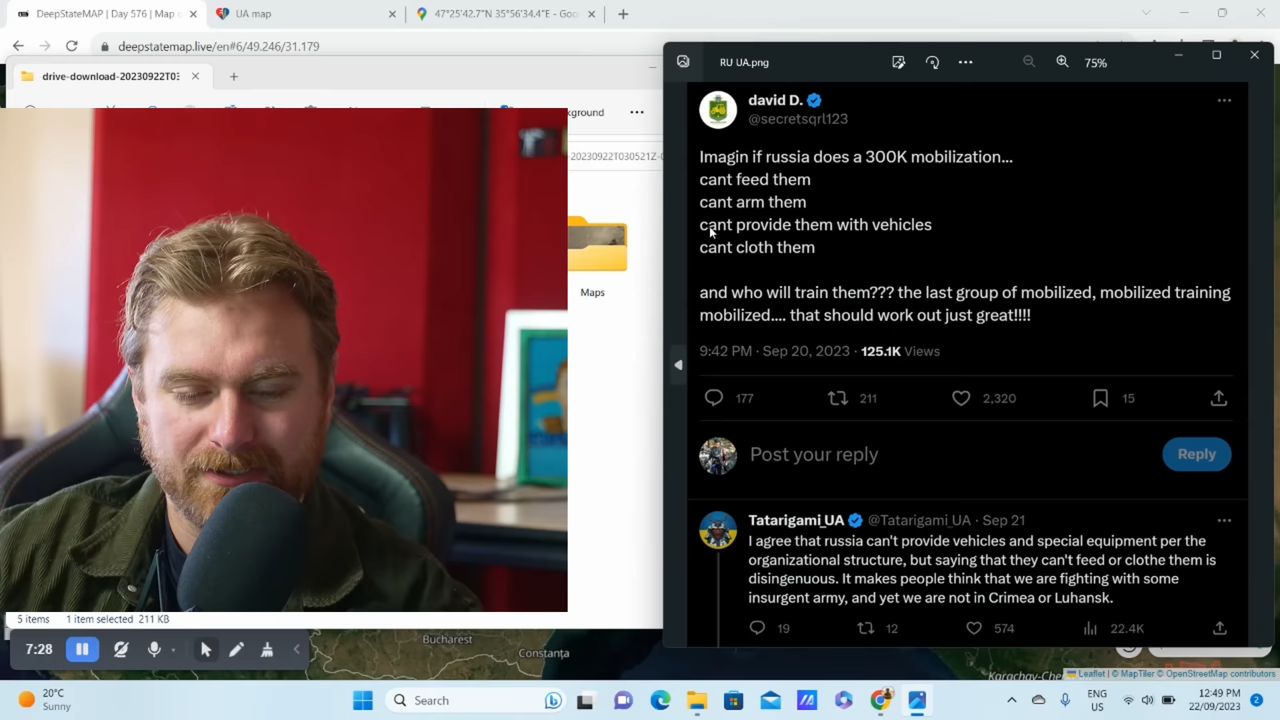 DeepStateMAP | Day 576 | Map c
UA map
47°25'42.7"N 35°56'34.4"E - Goo
deepstatemap.live/en#6/49.246/31.179
drive-download-20230922T03
kground
-20230922T030521Z-0
Maps
RU UA.png
75%
david D.
@secretsqrl123
Imagin if russia does a 300K mobilization...
cant feed them
cant arm them
cant provide them with vehicles
cant cloth them
and who will train them??? the last group of mobilized, mobilized training
mobilized.... that should work out just great!!!!
9:42 PM · Sep 20, 2023 · 125.1K Views
177 211 2,320 15
Post your reply
Reply
Tatarigami_UA @Tatarigami_UA · Sep 21
I agree that russia can't provide vehicles and special equipment per the
organizational structure, but saying that they can't feed or clothe them is
disingenuous. It makes people think that we are fighting with some
insurgent army, and yet we are not in Crimea or Luhansk.
19 12 574 22.4K
5 items 1 item selected 211 KB
7:28
Bucharest
Constanța
Leaflet | © MapTiler © OpenStreetMap contributors
20°C
Sunny
Search
ENG
US
12:49 PM
22/09/2023
2